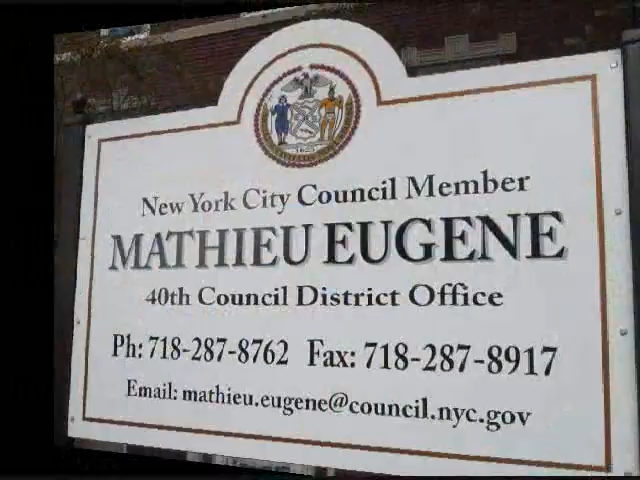 1625
New York City Council Member
MATHIEU EUGENE
40th Council District Office
Ph: 718-287-8762 Fax: 718-287-8917
Email: mathieu.eugene@council.nyc.gov